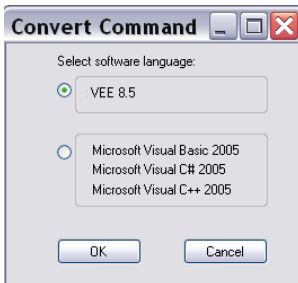 Convert Command
Select software language:
VEE 8.5
Microsoft Visual Basic 2005
Microsoft Visual C# 2005
Microsoft Visual C++ 2005
OK Cancel